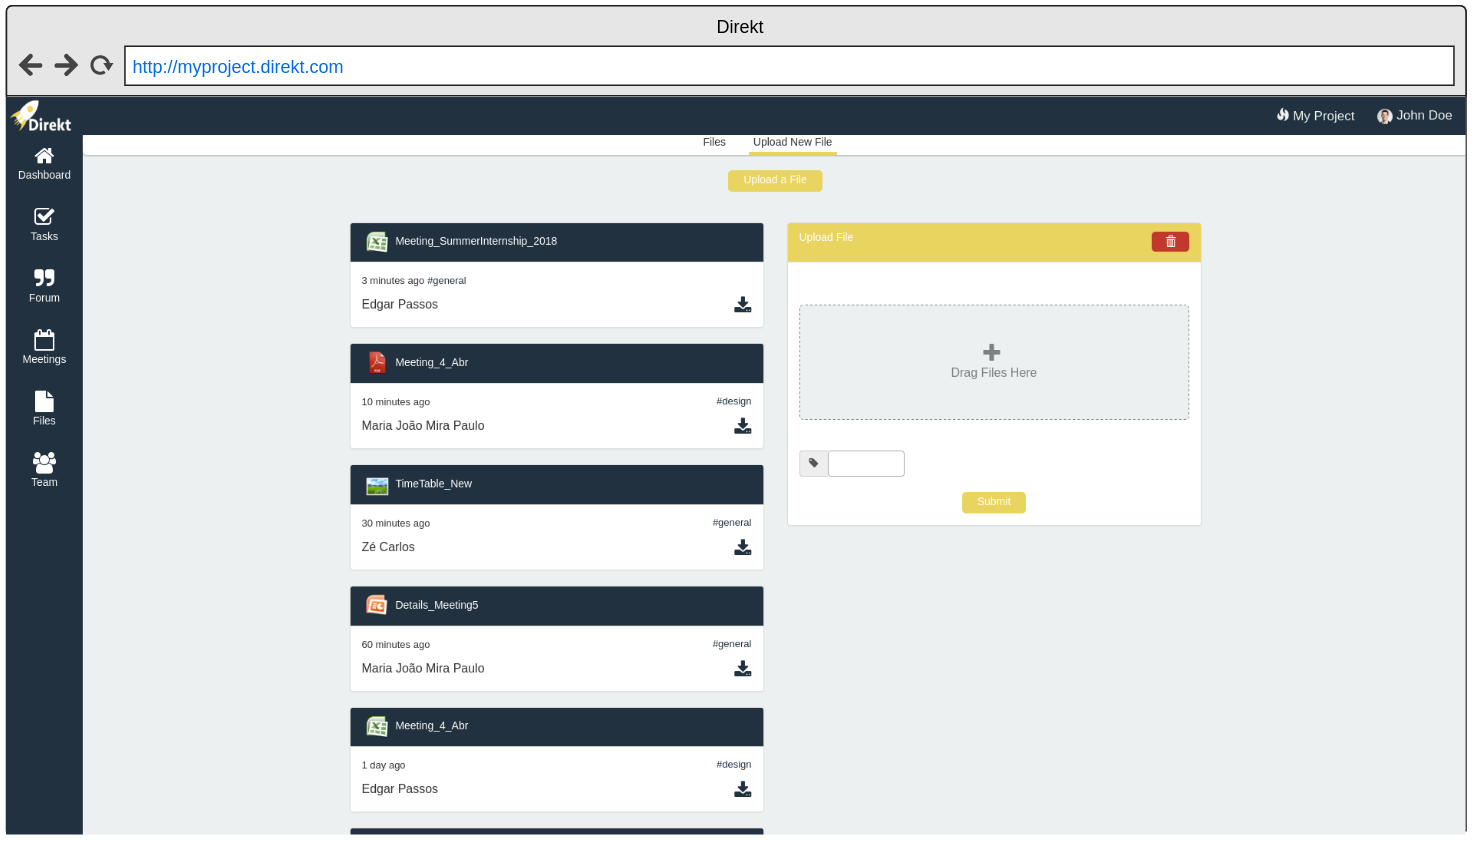 Direkt
http://myproject.direkt.com
Direkt
My Project
John Doe
Files
Upload New File
Dashboard
Tasks
Forum
Meetings
Files
Team
Upload a File
Meeting_SummerInternship_2018
3 minutes ago #general
Edgar Passos
Meeting_4_Abr
10 minutes ago #design
Maria João Mira Paulo
TimeTable_New
30 minutes ago #general
Zé Carlos
Details_Meeting5
60 minutes ago #general
Maria João Mira Paulo
Meeting_4_Abr
1 day ago #design
Edgar Passos
Upload File
Drag Files Here
Submit